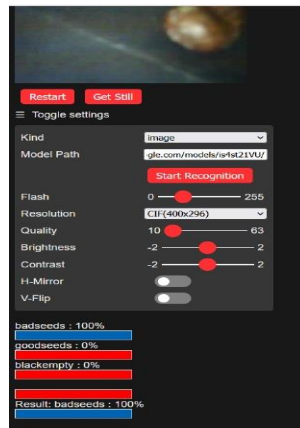 Restart Get Still
☰ Toggle settings
Kind image
Model Path gle.com/models/is4st21VU/
Start Recognition
Flash 0 255
Resolution CIF(400x296)
Quality 10 63
Brightness -2 2
Contrast -2 2
H-Mirror
V-Flip
badseeds : 100%
goodseeds : 0%
blackempty : 0%
Result: badseeds : 100%